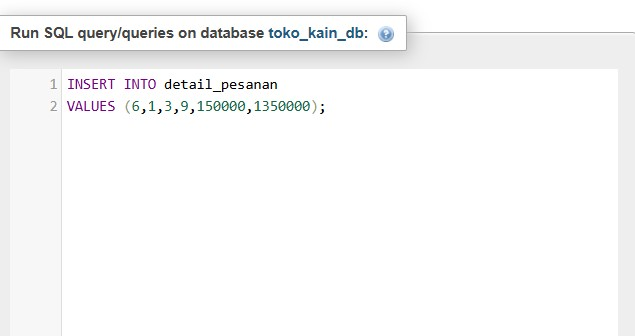 Run SQL query/queries on database toko_kain_db:
1 INSERT INTO detail_pesanan
2 VALUES (6,1,3,9,150000,1350000);